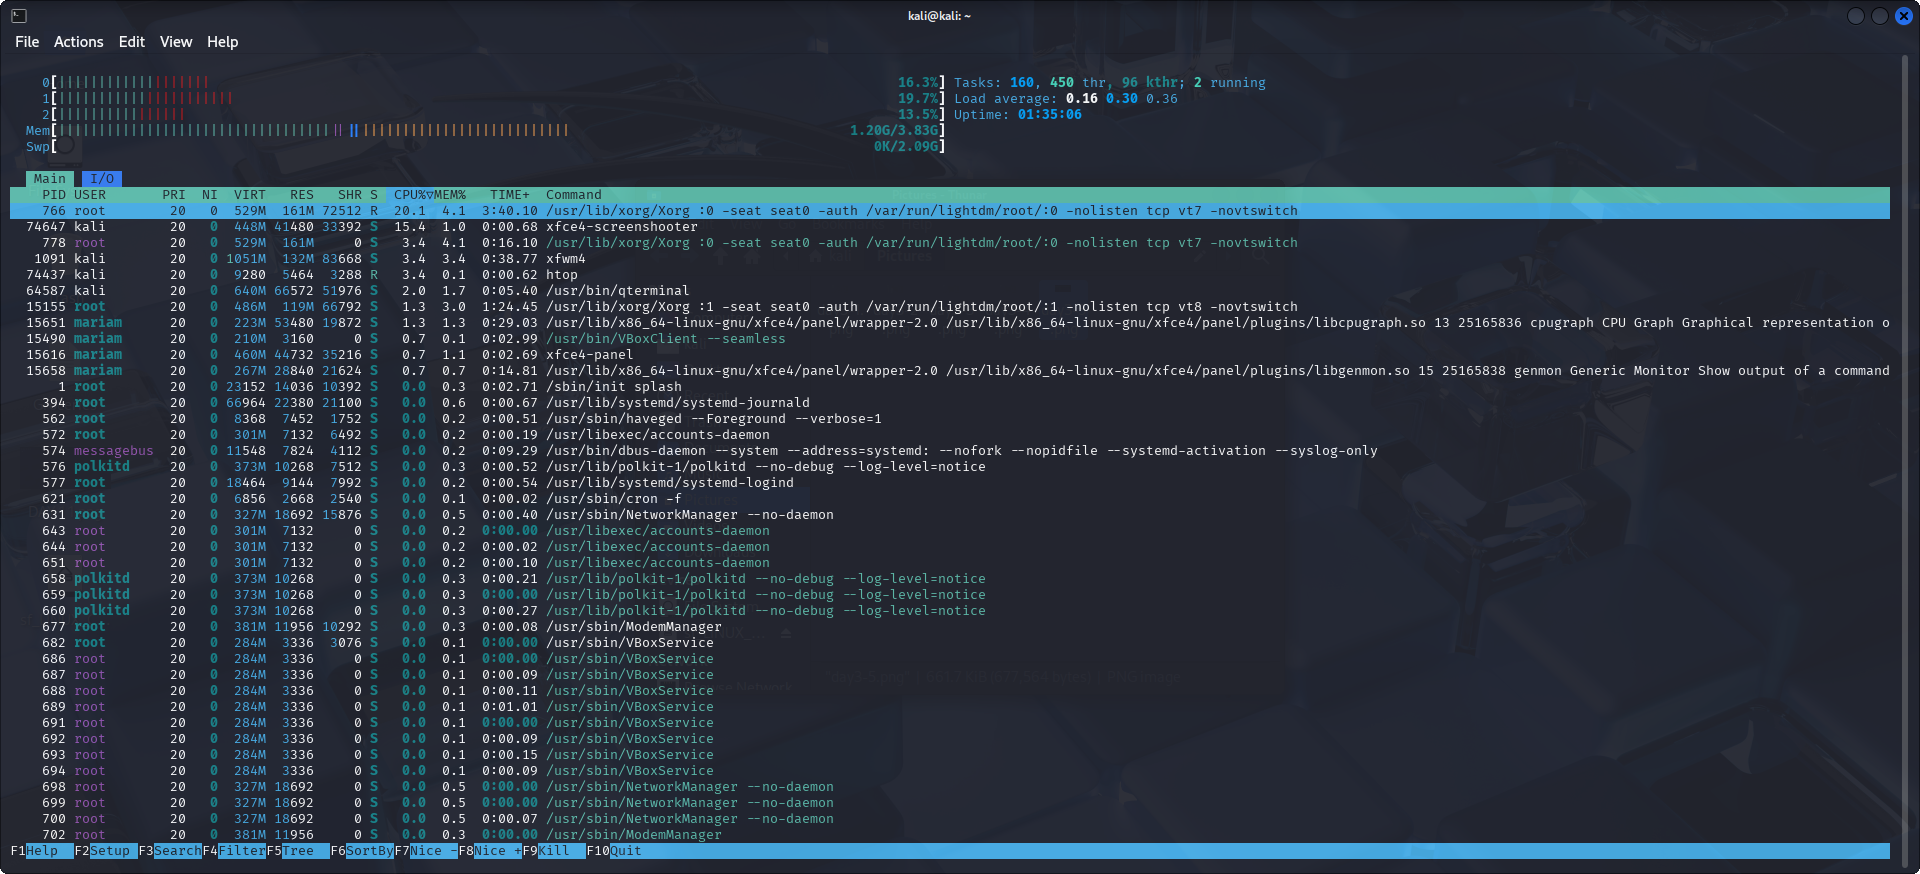 kali@kali: ~
File Actions Edit View Help
0[|||||||||||||||||||16.3%] Tasks: 160, 450 thr, 96 kthr; 2 running
1[||||||||||||||||||||||19.7%] Load average: 0.16 0.30 0.36
2[||||||||||||||||13.5%] Uptime: 01:35:06
Mem[||||||||||||||||||||||||||||||||||||||||||||||||||||||||||||||||1.20G/3.83G]
Swp[0K/2.09G]
Main I/O
PID USER PRI NI VIRT RES SHR S CPU%▽MEM% TIME+ Command
766 root 20 0 529M 161M 72512 R 20.1 4.1 3:40.10 /usr/lib/xorg/Xorg :0 -seat seat0 -auth /var/run/lightdm/root/:0 -nolisten tcp vt7 -novtswitch
74647 kali 20 0 448M 41480 33392 S 15.4 1.0 0:00.68 xfce4-screenshooter
778 root 20 0 529M 161M 0 S 3.4 4.1 0:16.10 /usr/lib/xorg/Xorg :0 -seat seat0 -auth /var/run/lightdm/root/:0 -nolisten tcp vt7 -novtswitch
1091 kali 20 0 1051M 132M 83668 S 3.4 3.4 0:38.77 xfwm4
74437 kali 20 0 9280 5464 3288 R 3.4 0.1 0:00.62 htop
64587 kali 20 0 640M 66572 51976 S 2.0 1.7 0:05.40 /usr/bin/qterminal
15155 root 20 0 486M 119M 66792 S 1.3 3.0 1:24.45 /usr/lib/xorg/Xorg :1 -seat seat0 -auth /var/run/lightdm/root/:1 -nolisten tcp vt8 -novtswitch
15651 mariam 20 0 223M 53480 19872 S 1.3 1.3 0:29.03 /usr/lib/x86_64-linux-gnu/xfce4/panel/wrapper-2.0 /usr/lib/x86_64-linux-gnu/xfce4/panel/plugins/libcpugraph.so 13 25165836 cpugraph CPU Graph Graphical representation o
15490 mariam 20 0 210M 3160 0 S 0.7 0.1 0:02.99 /usr/bin/VBoxClient --seamless
15616 mariam 20 0 460M 44732 35216 S 0.7 1.1 0:02.69 xfce4-panel
15658 mariam 20 0 267M 28840 21624 S 0.7 0.7 0:14.81 /usr/lib/x86_64-linux-gnu/xfce4/panel/wrapper-2.0 /usr/lib/x86_64-linux-gnu/xfce4/panel/plugins/libgenmon.so 15 25165838 genmon Generic Monitor Show output of a command
1 root 20 0 23152 14036 10392 S 0.0 0.3 0:02.71 /sbin/init splash
394 root 20 0 66964 22380 21100 S 0.0 0.6 0:00.67 /usr/lib/systemd/systemd-journald
562 root 20 0 8368 7452 1752 S 0.0 0.2 0:00.51 /usr/sbin/haveged --Foreground --verbose=1
572 root 20 0 301M 7132 6492 S 0.0 0.2 0:00.19 /usr/libexec/accounts-daemon
574 messagebus 20 0 11548 7824 4112 S 0.0 0.2 0:09.29 /usr/bin/dbus-daemon --system --address=systemd: --nofork --nopidfile --systemd-activation --syslog-only
576 polkitd 20 0 373M 10268 7512 S 0.0 0.3 0:00.52 /usr/lib/polkit-1/polkitd --no-debug --log-level=notice
577 root 20 0 18464 9144 7992 S 0.0 0.2 0:00.54 /usr/lib/systemd/systemd-logind
621 root 20 0 6856 2668 2540 S 0.0 0.1 0:00.02 /usr/sbin/cron -f
631 root 20 0 327M 18692 15876 S 0.0 0.5 0:00.40 /usr/sbin/NetworkManager --no-daemon
643 root 20 0 301M 7132 0 S 0.0 0.2 0:00.00 /usr/libexec/accounts-daemon
644 root 20 0 301M 7132 0 S 0.0 0.2 0:00.02 /usr/libexec/accounts-daemon
651 root 20 0 301M 7132 0 S 0.0 0.2 0:00.10 /usr/libexec/accounts-daemon
658 polkitd 20 0 373M 10268 0 S 0.0 0.3 0:00.21 /usr/lib/polkit-1/polkitd --no-debug --log-level=notice
659 polkitd 20 0 373M 10268 0 S 0.0 0.3 0:00.00 /usr/lib/polkit-1/polkitd --no-debug --log-level=notice
660 polkitd 20 0 373M 10268 0 S 0.0 0.3 0:00.27 /usr/lib/polkit-1/polkitd --no-debug --log-level=notice
677 root 20 0 381M 11956 10292 S 0.0 0.3 0:00.08 /usr/sbin/ModemManager
682 root 20 0 284M 3336 3076 S 0.0 0.1 0:00.00 /usr/sbin/VBoxService
686 root 20 0 284M 3336 0 S 0.0 0.1 0:00.00 /usr/sbin/VBoxService
687 root 20 0 284M 3336 0 S 0.0 0.1 0:00.09 /usr/sbin/VBoxService
688 root 20 0 284M 3336 0 S 0.0 0.1 0:00.11 /usr/sbin/VBoxService
689 root 20 0 284M 3336 0 S 0.0 0.1 0:01.01 /usr/sbin/VBoxService
691 root 20 0 284M 3336 0 S 0.0 0.1 0:00.00 /usr/sbin/VBoxService
692 root 20 0 284M 3336 0 S 0.0 0.1 0:00.09 /usr/sbin/VBoxService
693 root 20 0 284M 3336 0 S 0.0 0.1 0:00.15 /usr/sbin/VBoxService
694 root 20 0 284M 3336 0 S 0.0 0.1 0:00.09 /usr/sbin/VBoxService
698 root 20 0 327M 18692 0 S 0.0 0.5 0:00.00 /usr/sbin/NetworkManager --no-daemon
699 root 20 0 327M 18692 0 S 0.0 0.5 0:00.00 /usr/sbin/NetworkManager --no-daemon
700 root 20 0 327M 18692 0 S 0.0 0.5 0:00.07 /usr/sbin/NetworkManager --no-daemon
702 root 20 0 381M 11956 0 S 0.0 0.3 0:00.00 /usr/sbin/ModemManager
F1Help F2Setup F3SearchF4FilterF5Tree F6SortByF7Nice -F8Nice +F9Kill F10Quit